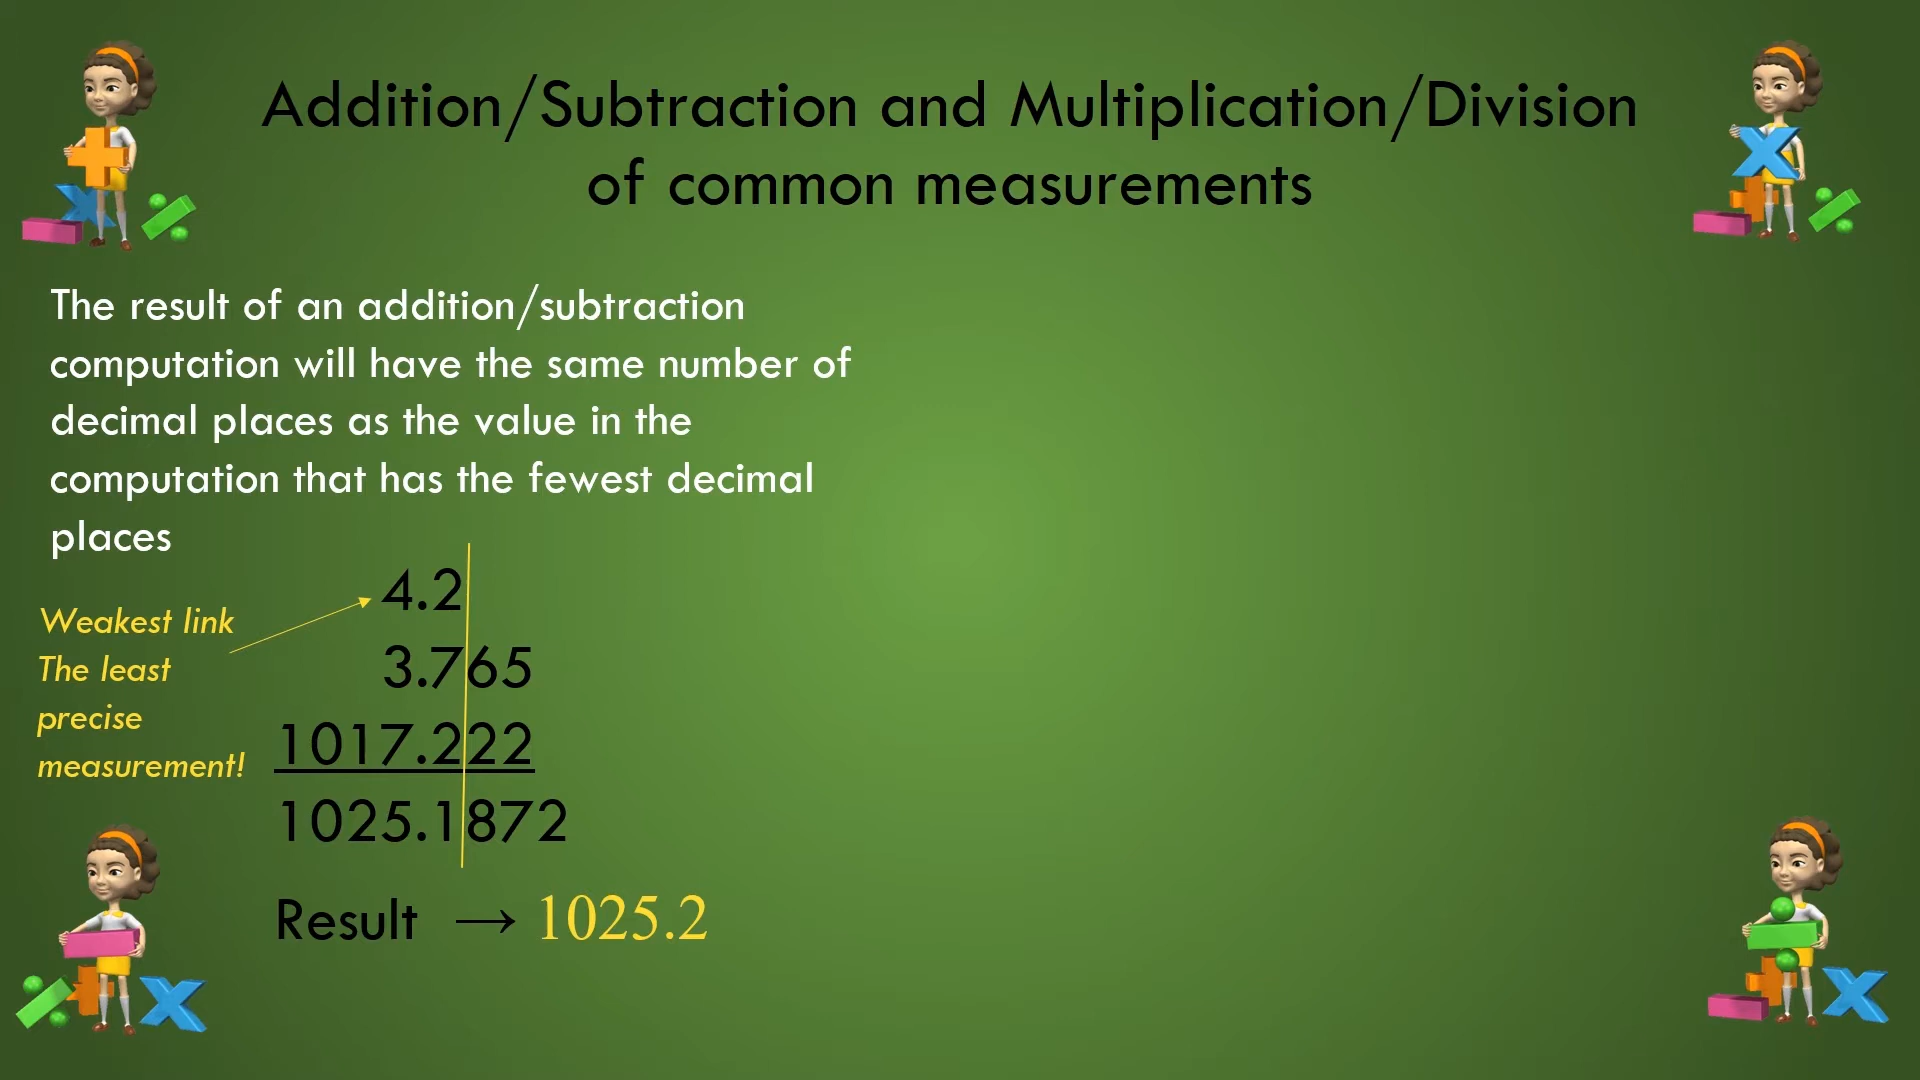 Addition/Subtraction and Multiplication/Division
of common measurements
The result of an addition/subtraction
computation will have the same number of
decimal places as the value in the
computation that has the fewest decimal
places
Weakest link
The least
precise
measurement!
4.2
3.765
1017.222
1025.1872
Result → 1025.2